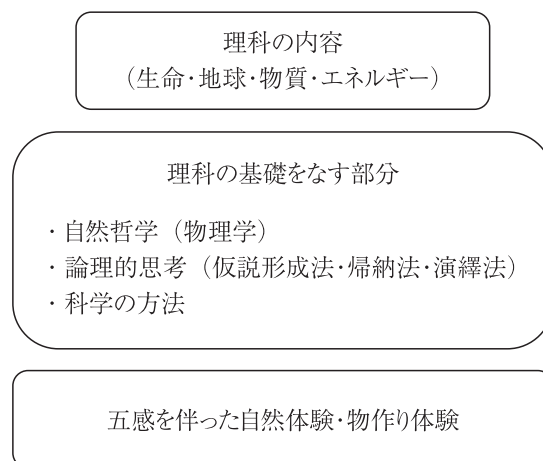 理科の内容
（生命･地球･物質･エネルギー）
理科の基礎をなす部分
・自然哲学（物理学）
・論理的思考（仮説形成法･帰納法･演繹法）
・科学の方法
五感を伴った自然体験･物作り体験